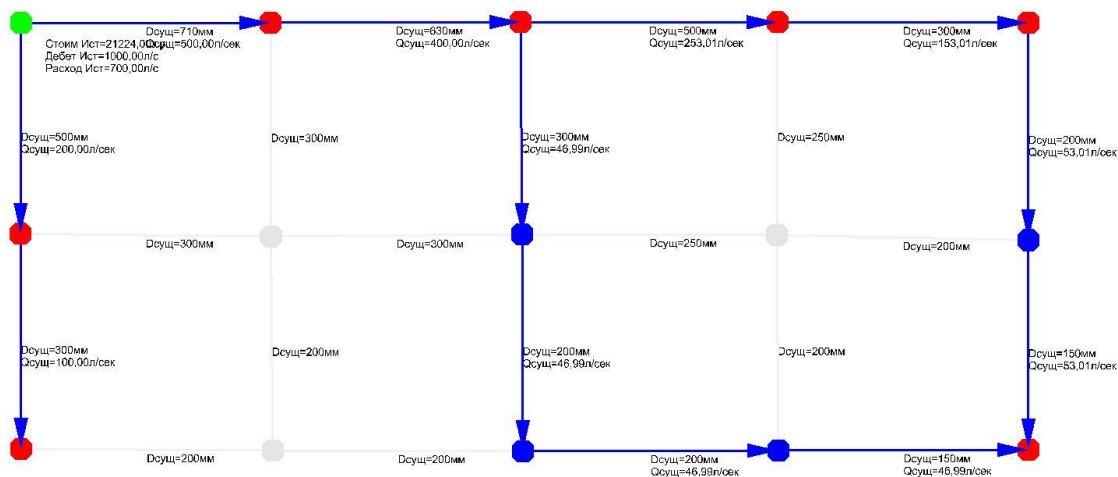 Dсущ=710мм
Qсущ=500,00л/сек
Стоим Ист=21224,00
Дебет Ист=1000,00л/с
Расход Ист=700,00л/с
Dсущ=630мм
Qсущ=400,00л/сек
Dсущ=500мм
Qсущ=253,01л/сек
Dсущ=300мм
Qсущ=153,01л/сек
Dсущ=500мм
Qсущ=200,00л/сек
Dсущ=300мм
Dсущ=300мм
Qсущ=46,99л/сек
Dсущ=250мм
Dсущ=200мм
Qсущ=53,01л/сек
Dсущ=300мм
Dсущ=300мм
Dсущ=250мм
Dсущ=200мм
Dсущ=300мм
Qсущ=100,00л/сек
Dсущ=200мм
Dсущ=200мм
Qсущ=46,99л/сек
Dсущ=200мм
Dсущ=150мм
Qсущ=53,01л/сек
Dсущ=200мм
Dсущ=200мм
Dсущ=200мм
Qсущ=46,99л/сек
Dсущ=150мм
Qсущ=46,99л/сек